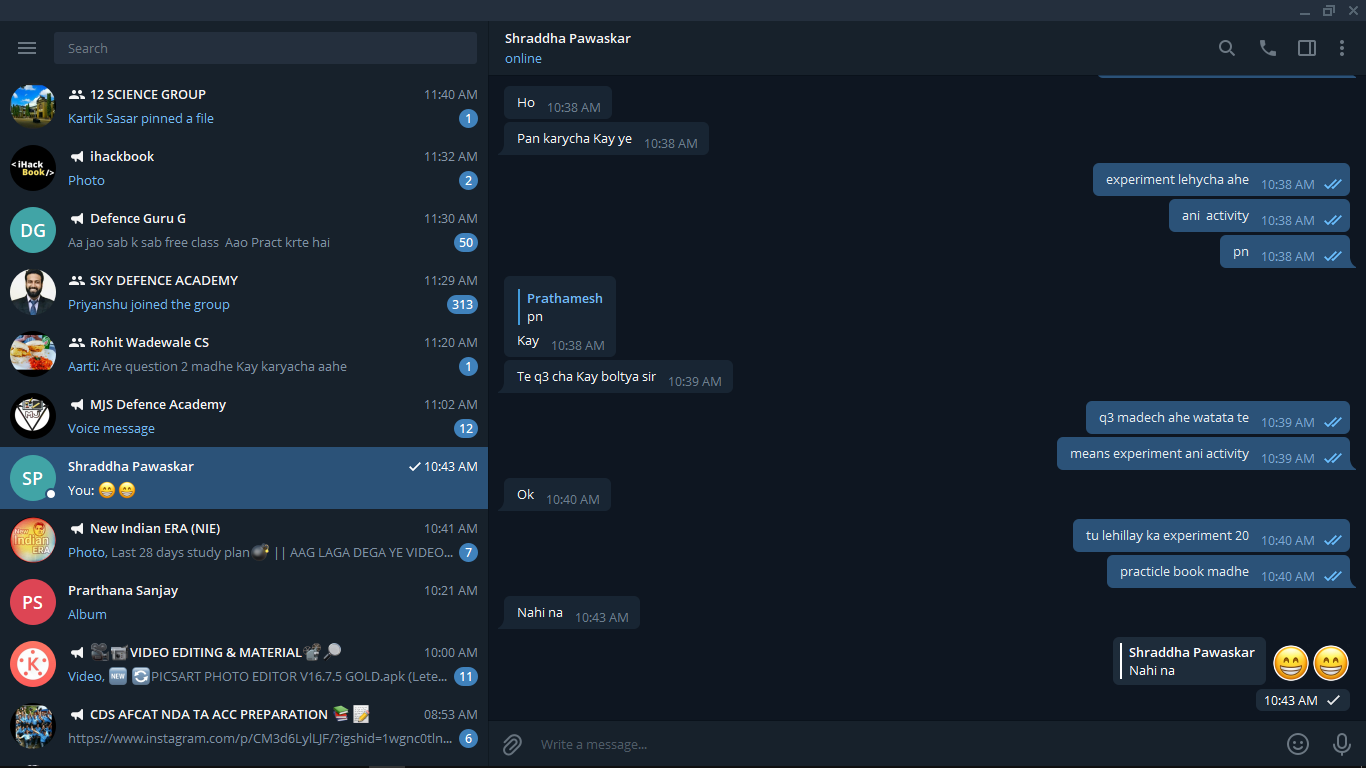 Search
12 SCIENCE GROUP 11:40 AM
Kartik Sasar pinned a file 1
<iHack
Book/>
ihackbook 11:32 AM
Photo 2
DG
Defence Guru G 11:30 AM
Aa jao sab k sab free class Aao Pract krte hai 50
SKY DEFENCE ACADEMY 11:29 AM
Priyanshu joined the group 313
Rohit Wadewale CS 11:20 AM
Aarti: Are question 2 madhe Kay karyacha aahe 1
MJ
MJS Defence Academy 11:02 AM
Voice message 12
SP
Shraddha Pawaskar 10:43 AM
You: 😁😁
New
Indian
ERA
New Indian ERA (NIE) 10:41 AM
Photo, Last 28 days study plan💣 || AAG LAGA DEGA YE VIDEO... 7
PS
Prarthana Sanjay 10:21 AM
Album
K
🎥🔫VIDEO EDITING & MATERIAL📽🔎 10:00 AM
Video, 🆕 🔄PICSART PHOTO EDITOR V16.7.5 GOLD.apk (Lete... 11
CDS AFCAT NDA TA ACC PREPARATION 📚📝 08:53 AM
https://www.instagram.com/p/CM3d6LylLJF/?igshid=1wgnc0tln... 6
Shraddha Pawaskar
online
Ho 10:38 AM
Pan karycha Kay ye 10:38 AM
experiment lehycha ahe 10:38 AM
ani activity 10:38 AM
pn 10:38 AM
Prathamesh
pn
Kay 10:38 AM
Te q3 cha Kay boltya sir 10:39 AM
q3 madech ahe watata te 10:39 AM
means experiment ani activity 10:39 AM
Ok 10:40 AM
tu lehillay ka experiment 20 10:40 AM
practicle book madhe 10:40 AM
Nahi na 10:43 AM
Shraddha Pawaskar
Nahi na
😁😁
10:43 AM
Write a message...